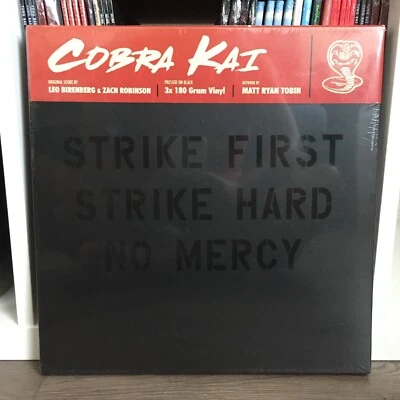 COBRA KAI
ORIGINAL SCORE BY
LEO BIRENBERG & ZACH ROBINSON
PRESSED ON BLACK
3x 180 Gram Vinyl
ARTWORK BY
MATT RYAN TOBIN
STRIKE FIRST
STRIKE HARD
NO MERCY